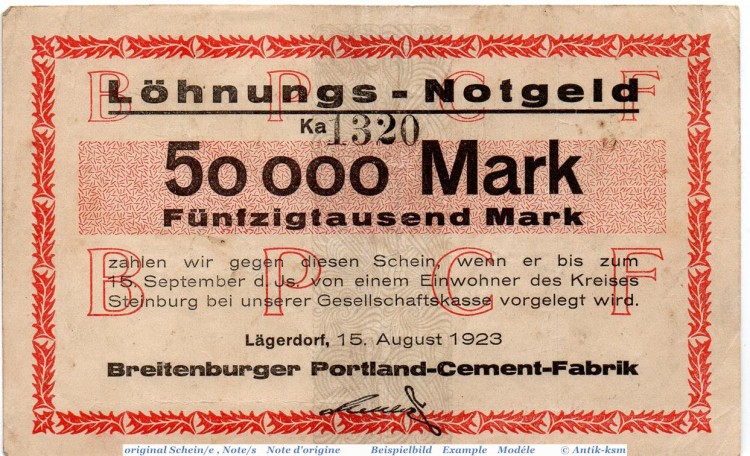 B P C F
Löhnungs-Notgeld
Ka 1320
50 000 Mark
Fünfzigtausend Mark
B P C F
zahlen wir gegen diesen Schein, wenn er bis zum
15. September d. Js. von einem Einwohner des Kreises
Steinburg bei unserer Gesellschaftskasse vorgelegt wird.
Lägerdorf, 15. August 1923
Breitenburger Portland-Cement-Fabrik
original Schein/e , Note/s Note d'origine Beispielbild Example Modéle © Antik-ksm